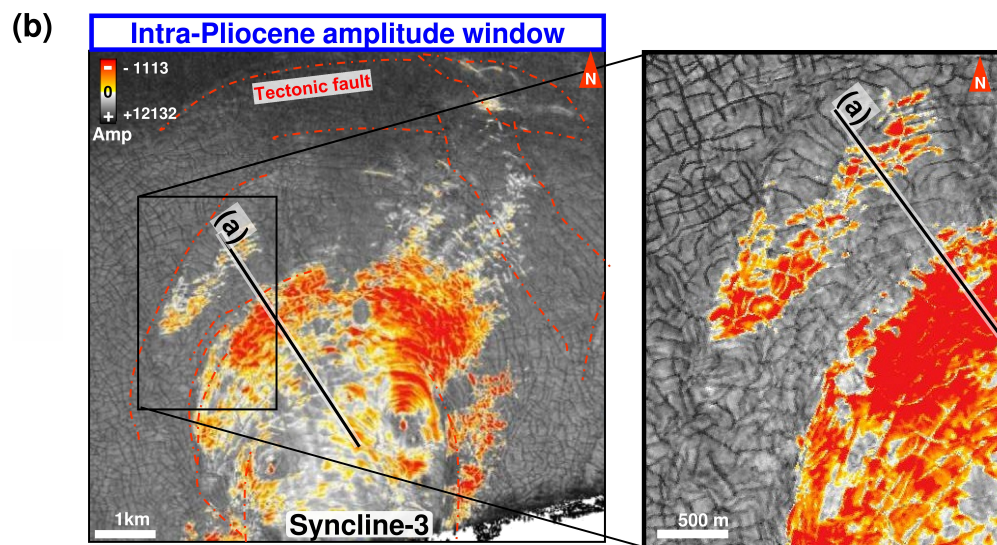 (b)
Intra-Pliocene amplitude window
- 1113
0
+12132
Amp
Tectonic fault
N
(a)
1km
Syncline-3
N
(a)
500 m